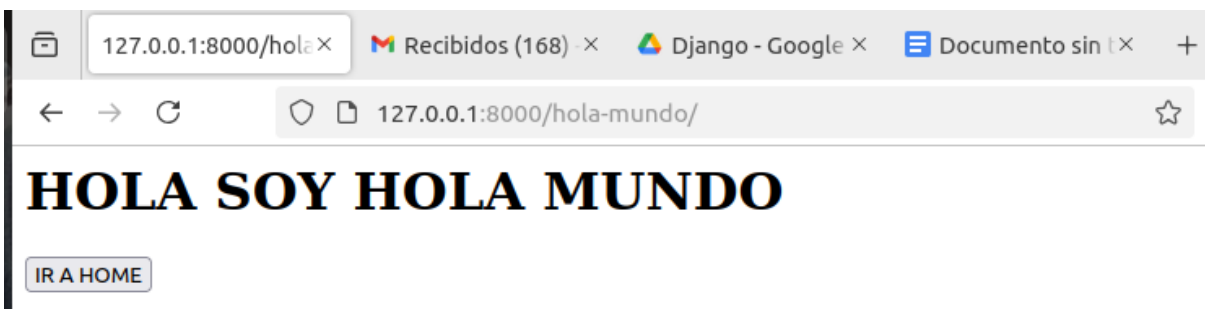 127.0.0.1:8000/hola
Recibidos (168) -
Django - Google
Documento sin t
127.0.0.1:8000/hola-mundo/
HOLA SOY HOLA MUNDO
IR A HOME